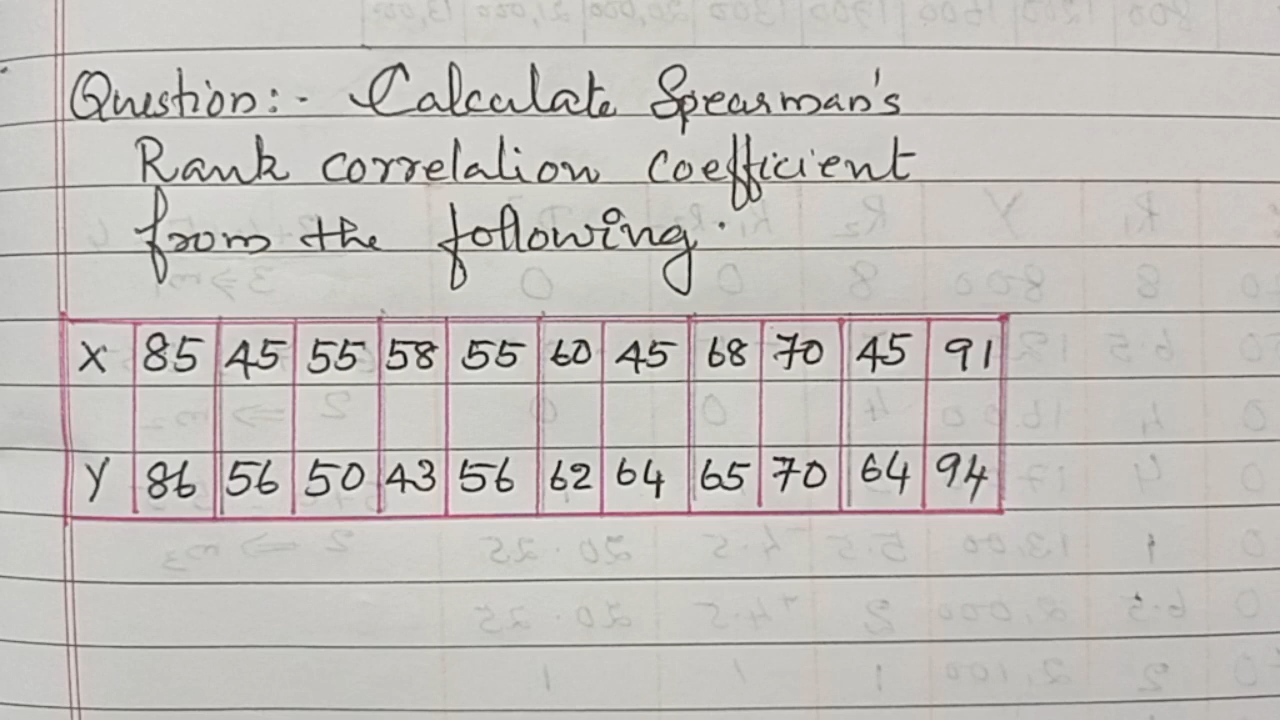 Question:- Calculate Spearman's
Rank correlation coefficient
from the following.
X 85 45 55 58 55 60 45 68 70 45 91
Y 86 56 50 43 56 62 64 65 70 64 94